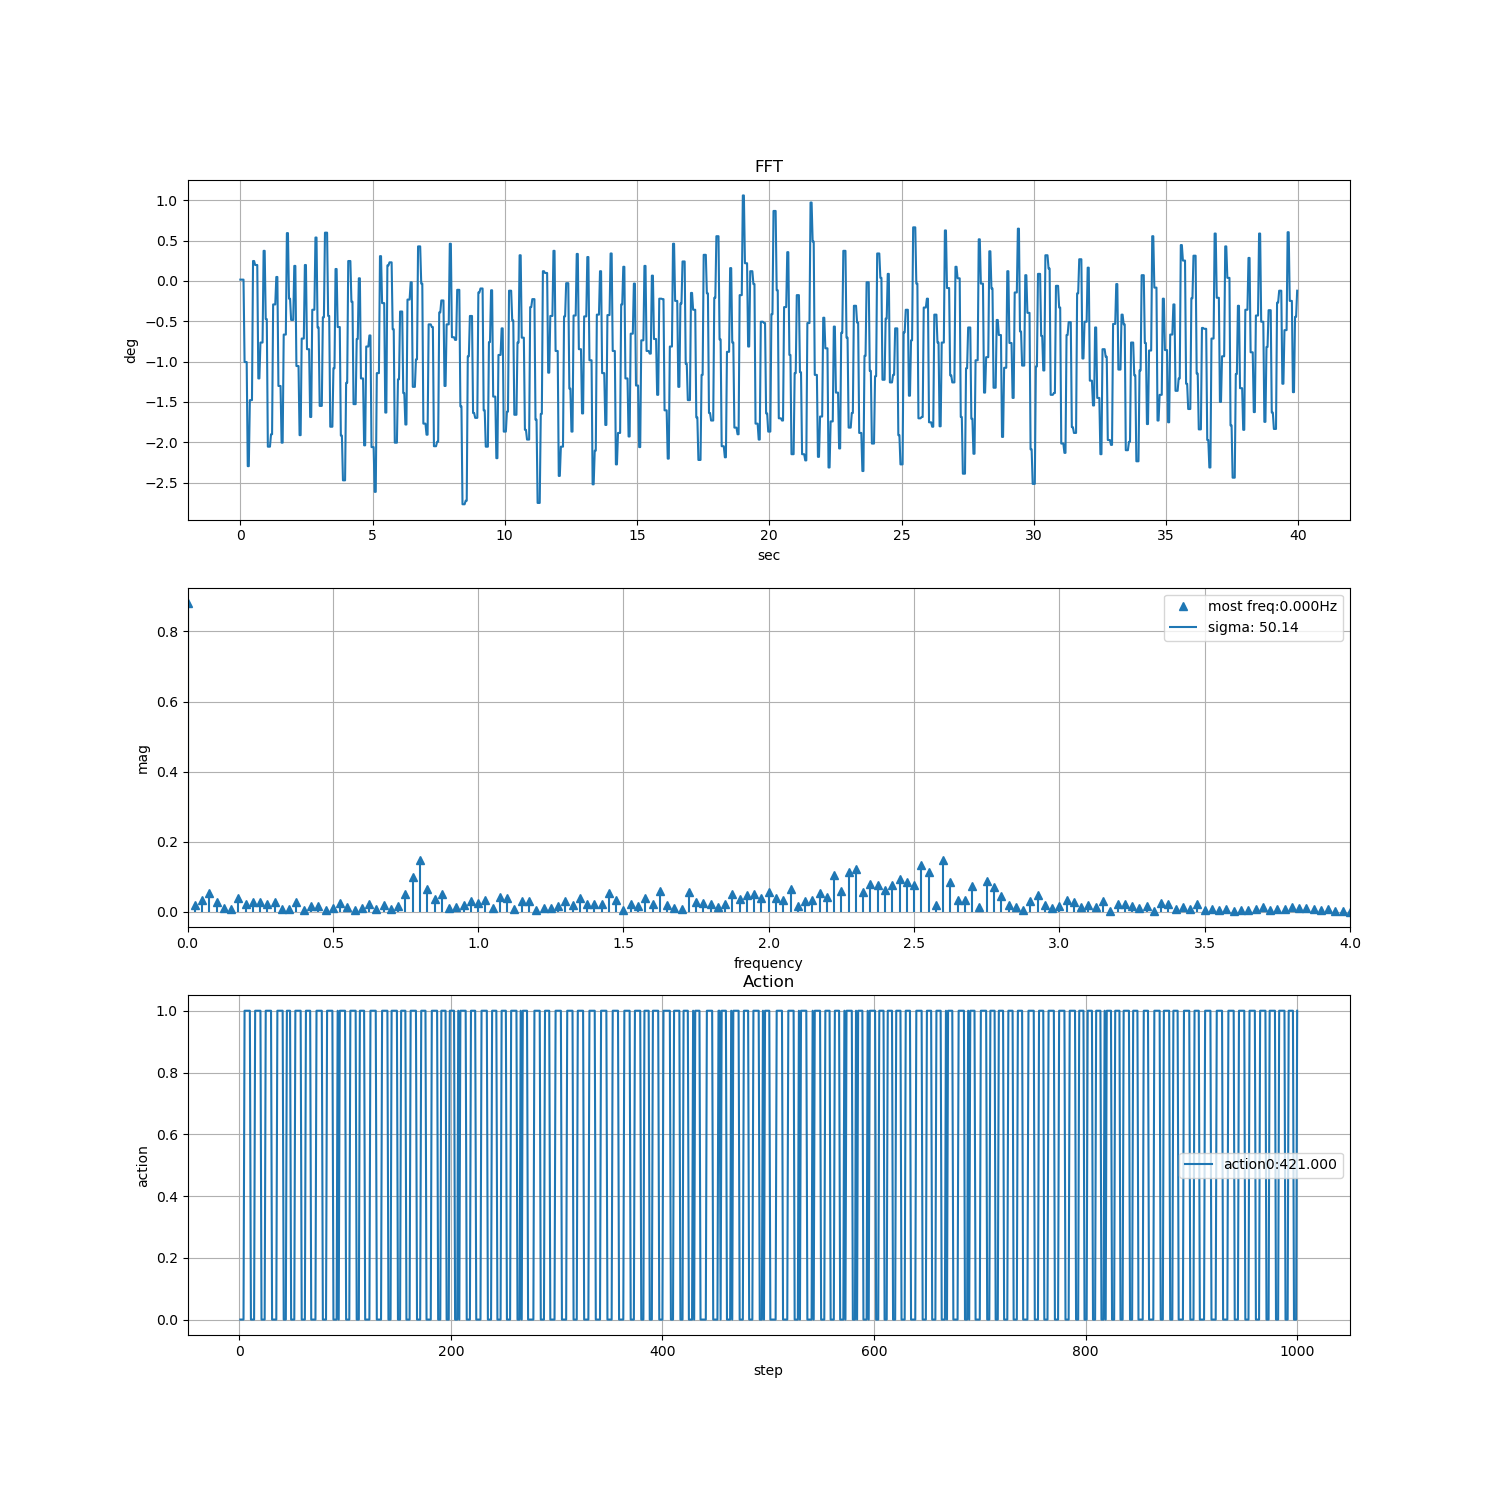 FFT
1.0
0.5
0.0
−0.5
−1.0
−1.5
−2.0
−2.5
deg
0 5 10 15 20 25 30 35 40
sec
most freq:0.000Hz
sigma: 50.14
0.8
0.6
0.4
0.2
0.0
mag
0.0 0.5 1.0 1.5 2.0 2.5 3.0 3.5 4.0
frequency
Action
1.0
0.8
0.6
0.4
0.2
0.0
action
action0:421.000
0 200 400 600 800 1000
step